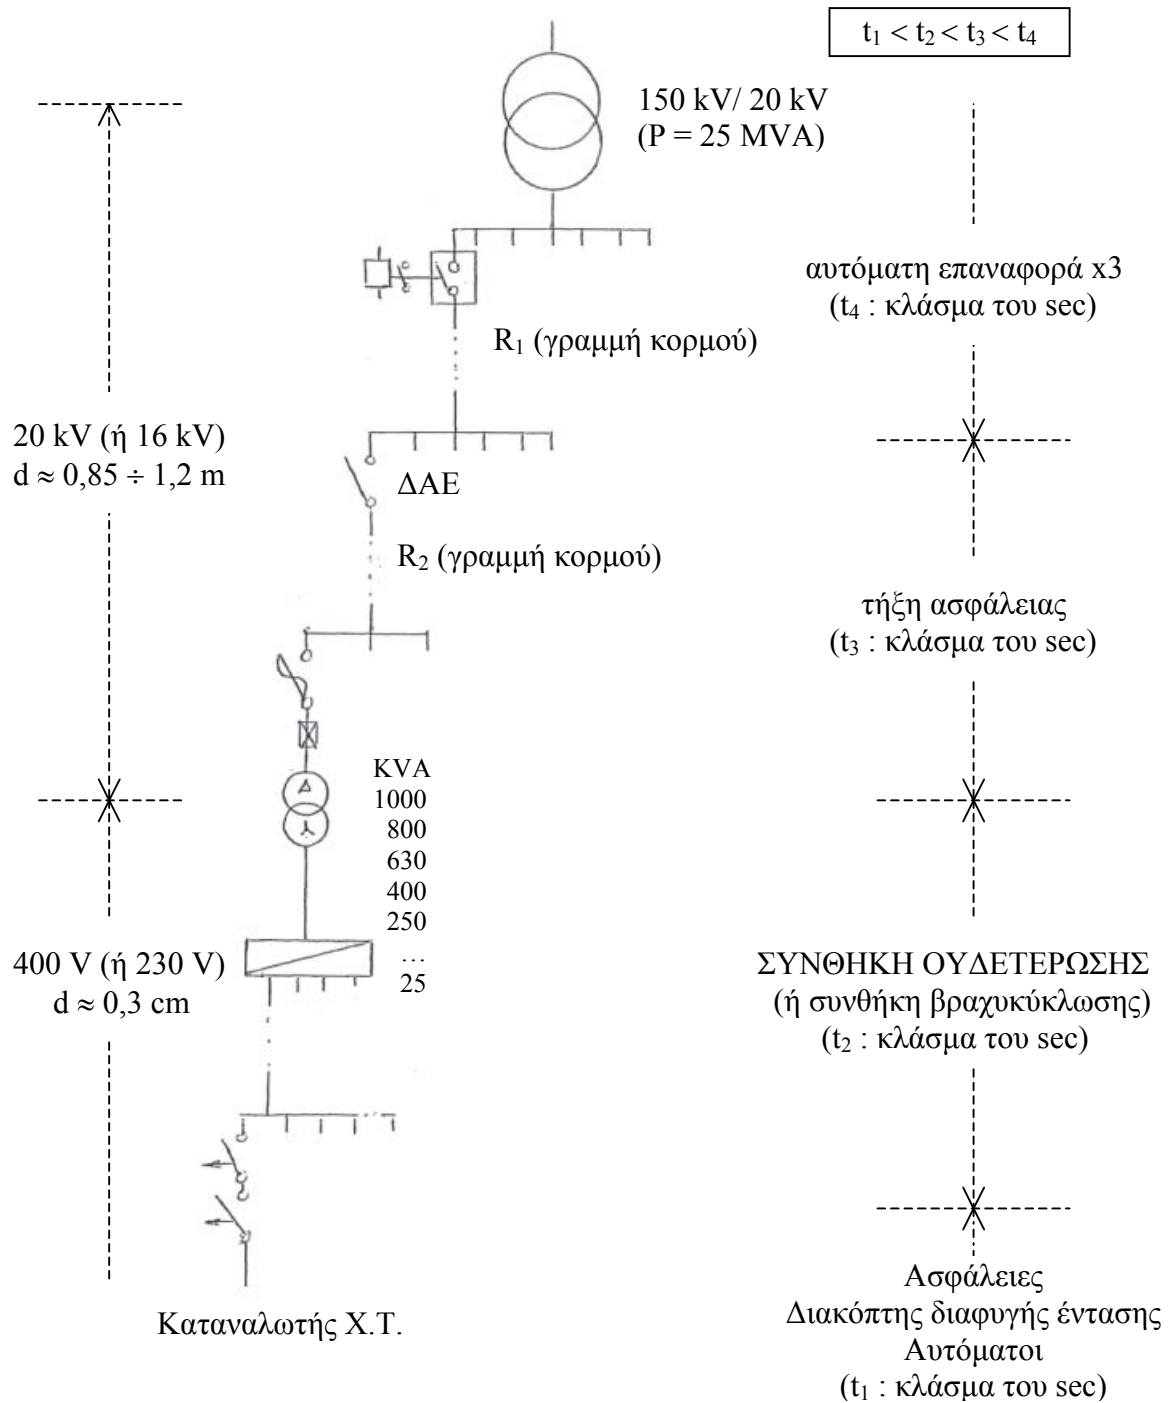 t₁ < t₂ < t₃ < t₄
150 kV/ 20 kV
(P = 25 MVA)
αυτόματη επαναφορά x3
(t₄ : κλάσμα του sec)
R₁ (γραμμή κορμού)
20 kV (ή 16 kV)
d ≈ 0,85 ÷ 1,2 m
ΔΑΕ
R₂ (γραμμή κορμού)
τήξη ασφάλειας
(t₃ : κλάσμα του sec)
KVA
1000
800
630
400
250
...
25
400 V (ή 230 V)
d ≈ 0,3 cm
ΣΥΝΘΗΚΗ ΟΥΔΕΤΕΡΩΣΗΣ
(ή συνθήκη βραχυκύκλωσης)
(t₂ : κλάσμα του sec)
Καταναλωτής Χ.Τ.
Ασφάλειες
Διακόπτης διαφυγής έντασης
Αυτόματοι
(t₁ : κλάσμα του sec)